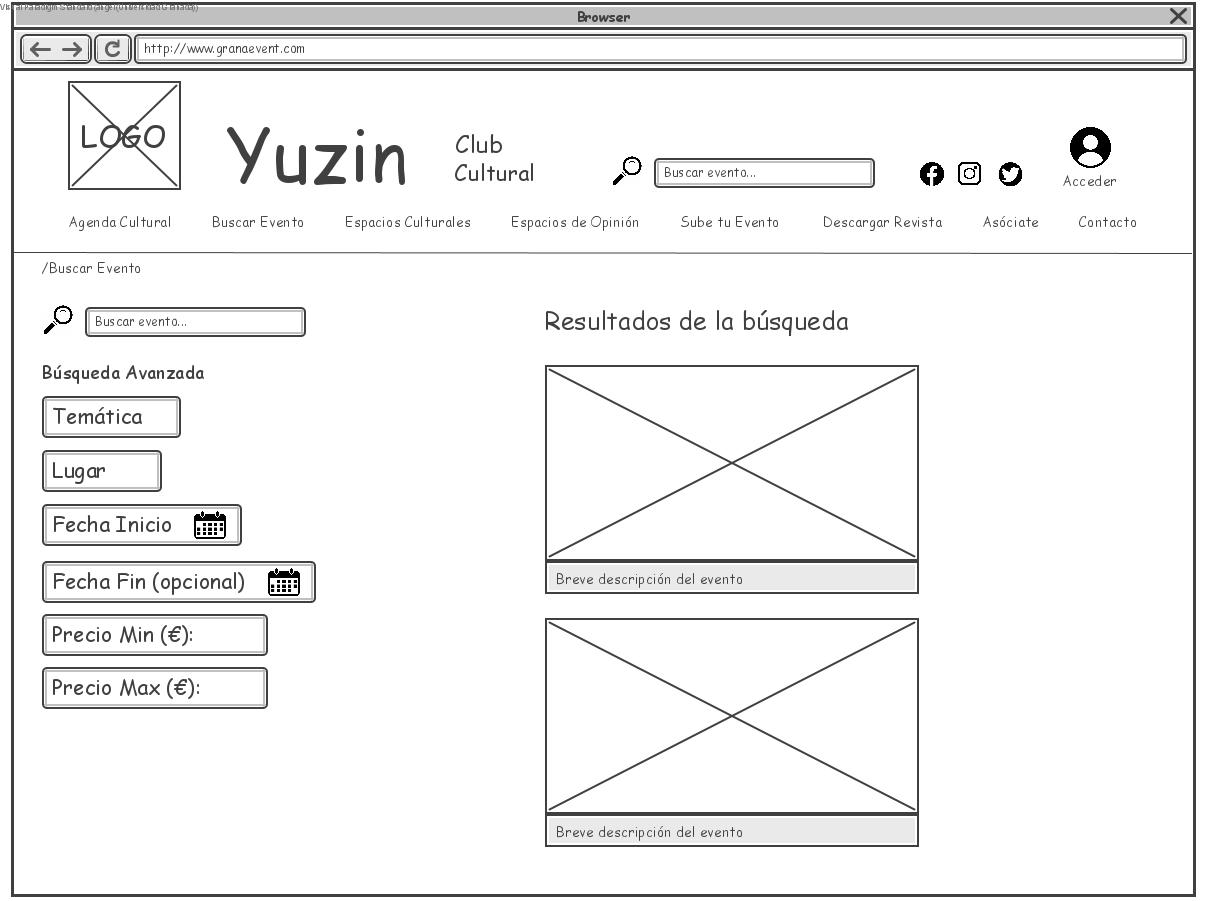 Browser
http://www.granaevent.com
LOGO
Yuzin
Club
Cultural
Buscar evento...
Acceder
Agenda Cultural Buscar Evento Espacios Culturales Espacios de Opinión Sube tu Evento Descargar Revista Asóciate Contacto
/Buscar Evento
Buscar evento...
Búsqueda Avanzada
Temática
Lugar
Fecha Inicio
Fecha Fin (opcional)
Precio Min (€):
Precio Max (€):
Resultados de la búsqueda
Breve descripción del evento
Breve descripción del evento